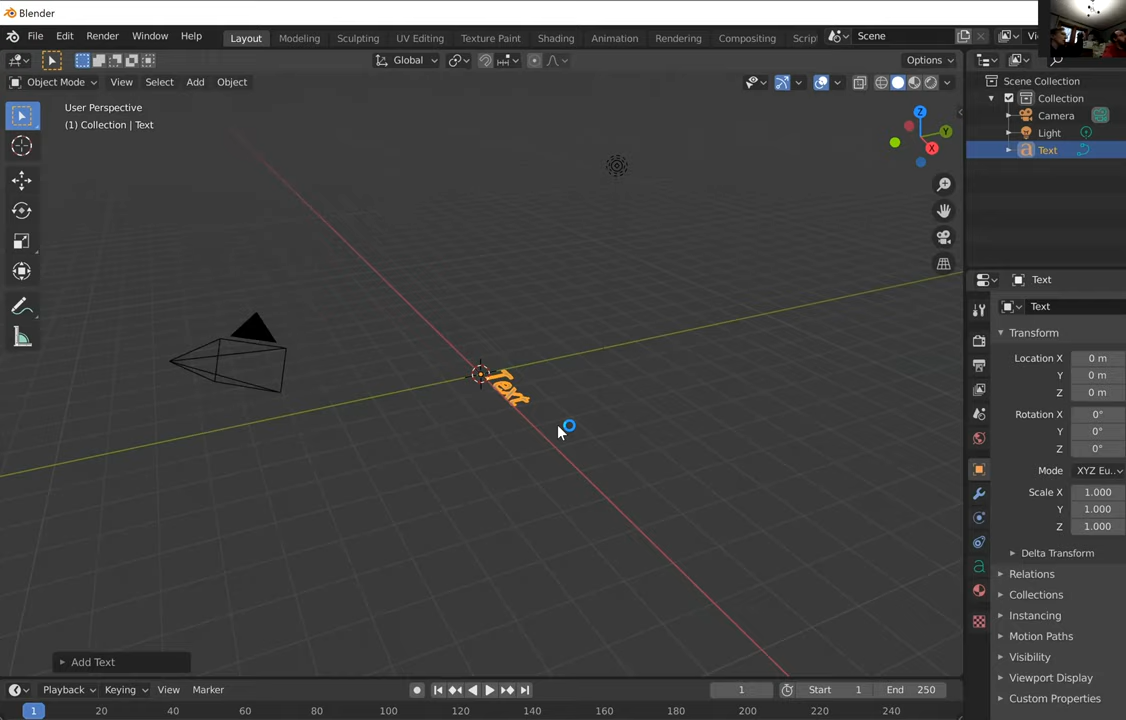 Blender
File Edit Render Window Help
Layout Modeling Sculpting UV Editing Texture Paint Shading Animation Rendering Compositing Scrip
Scene
Global
Options
Object Mode View Select Add Object
User Perspective
(1) Collection | Text
X
Y
Z
Text
Add Text
Scene Collection
Collection
Camera
Light
Text
Text
Text
Transform
Location X 0 m
Y 0 m
Z 0 m
Rotation X 0°
Y 0°
Z 0°
Mode XYZ Eu..
Scale X 1.000
Y 1.000
Z 1.000
Delta Transform
Relations
Collections
Instancing
Motion Paths
Visibility
Viewport Display
Custom Properties
Playback Keying View Marker
1 Start 1 End 250
1 20 40 60 80 100 120 140 160 180 200 220 240